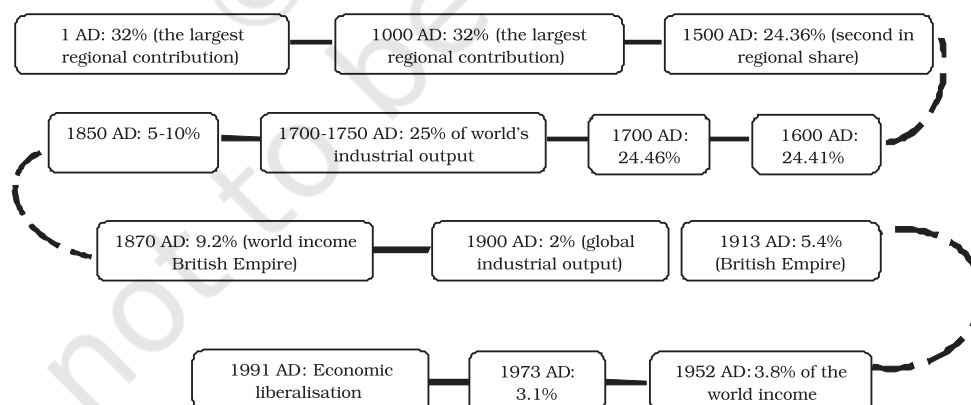 1 AD: 32% (the largest
regional contribution)
1000 AD: 32% (the largest
regional contribution)
1500 AD: 24.36% (second in
regional share)
1850 AD: 5-10%
1700-1750 AD: 25% of world's
industrial output
1700 AD:
24.46%
1600 AD:
24.41%
1870 AD: 9.2% (world income
British Empire)
1900 AD: 2% (global
industrial output)
1913 AD: 5.4%
(British Empire)
1991 AD: Economic
liberalisation
1973 AD:
3.1%
1952 AD: 3.8% of the
world income
not to be